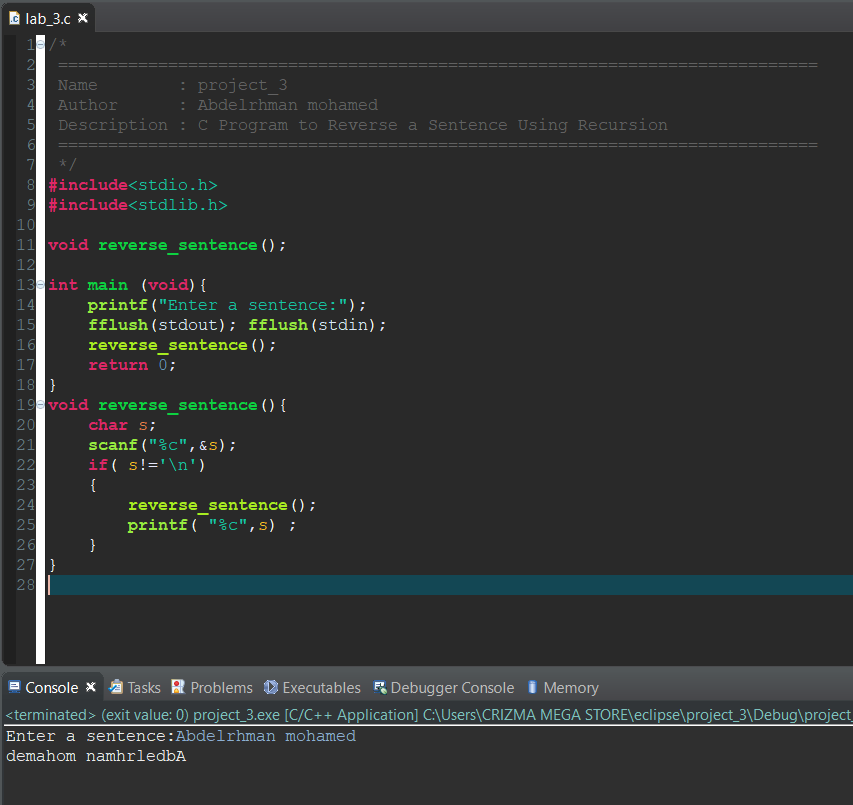 lab_3.c
1 /*
2 ============================================================================
3 Name        : project_3
4 Author      : Abdelrhman mohamed
5 Description : C Program to Reverse a Sentence Using Recursion
6 ============================================================================
7 */
8 #include<stdio.h>
9 #include<stdlib.h>
10
11 void reverse_sentence();
12
13 int main (void){
14     printf("Enter a sentence:");
15     fflush(stdout); fflush(stdin);
16     reverse_sentence();
17     return 0;
18 }
19 void reverse_sentence(){
20     char s;
21     scanf("%c",&s);
22     if( s!='\n')
23     {
24         reverse_sentence();
25         printf( "%c",s) ;
26     }
27 }
28
Console Tasks Problems Executables Debugger Console Memory
<terminated> (exit value: 0) project_3.exe [C/C++ Application] C:\Users\CRIZMA MEGA STORE\eclipse\project_3\Debug\project_
Enter a sentence:Abdelrhman mohamed
demahom namhrledbA